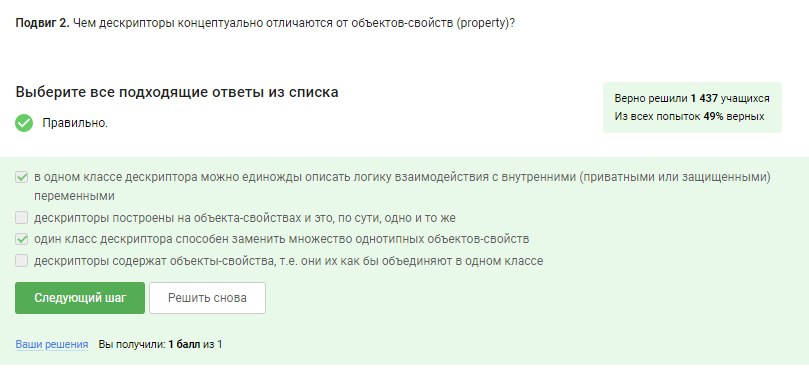 Подвиг 2. Чем дескрипторы концептуально отличаются от объектов-свойств (property)?
Выберите все подходящие ответы из списка
Верно решили 1 437 учащихся
Из всех попыток 49% верных
Правильно.
в одном классе дескриптора можно единожды описать логику взаимодействия с внутренними (приватными или защищенными)
переменными
дескрипторы построены на объекта-свойствах и это, по сути, одно и то же
один класс дескриптора способен заменить множество однотипных объектов-свойств
дескрипторы содержат объекты-свойства, т.е. они их как бы объединяют в одном классе
Следующий шаг
Решить снова
Ваши решения Вы получили: 1 балл из 1